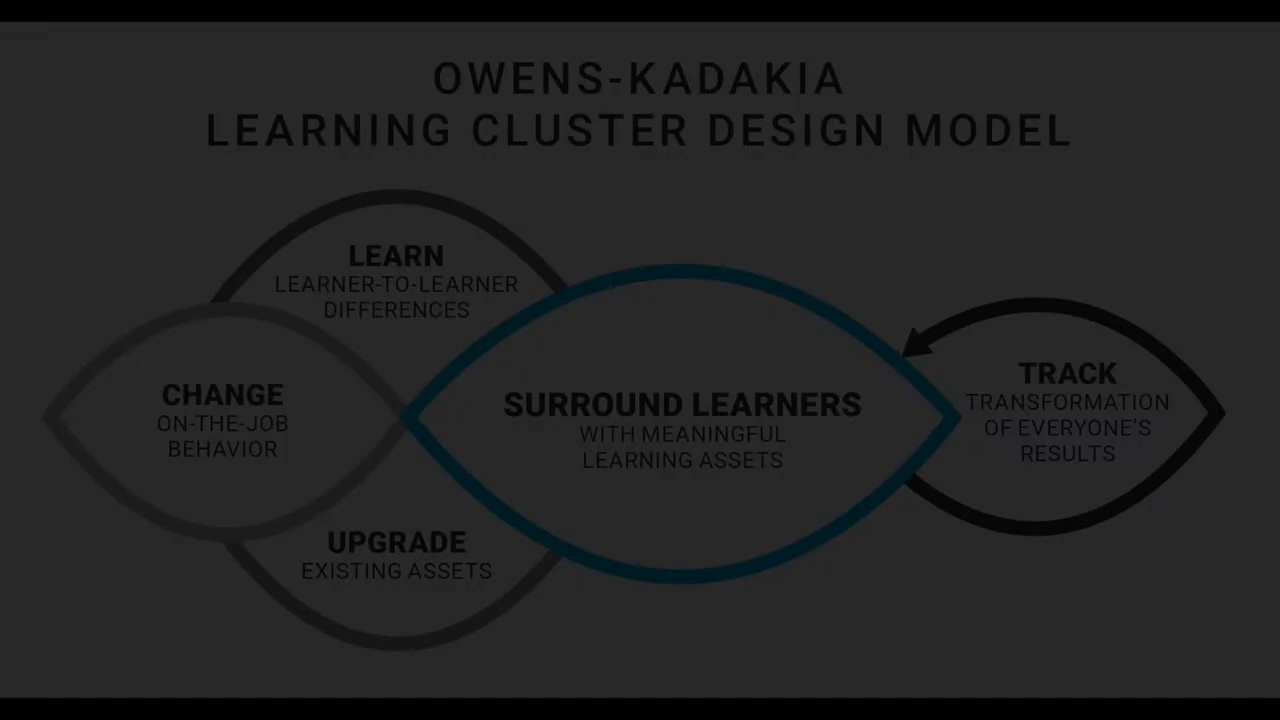 OWENS-KADAKIA
LEARNING CLUSTER DESIGN MODEL
LEARN
LEARNER-TO-LEARNER
DIFFERENCES
CHANGE
ON-THE-JOB
BEHAVIOR
SURROUND LEARNERS
WITH MEANINGFUL
LEARNING ASSETS
TRACK
TRANSFORMATION
OF EVERYONE'S
RESULTS
UPGRADE
EXISTING ASSETS